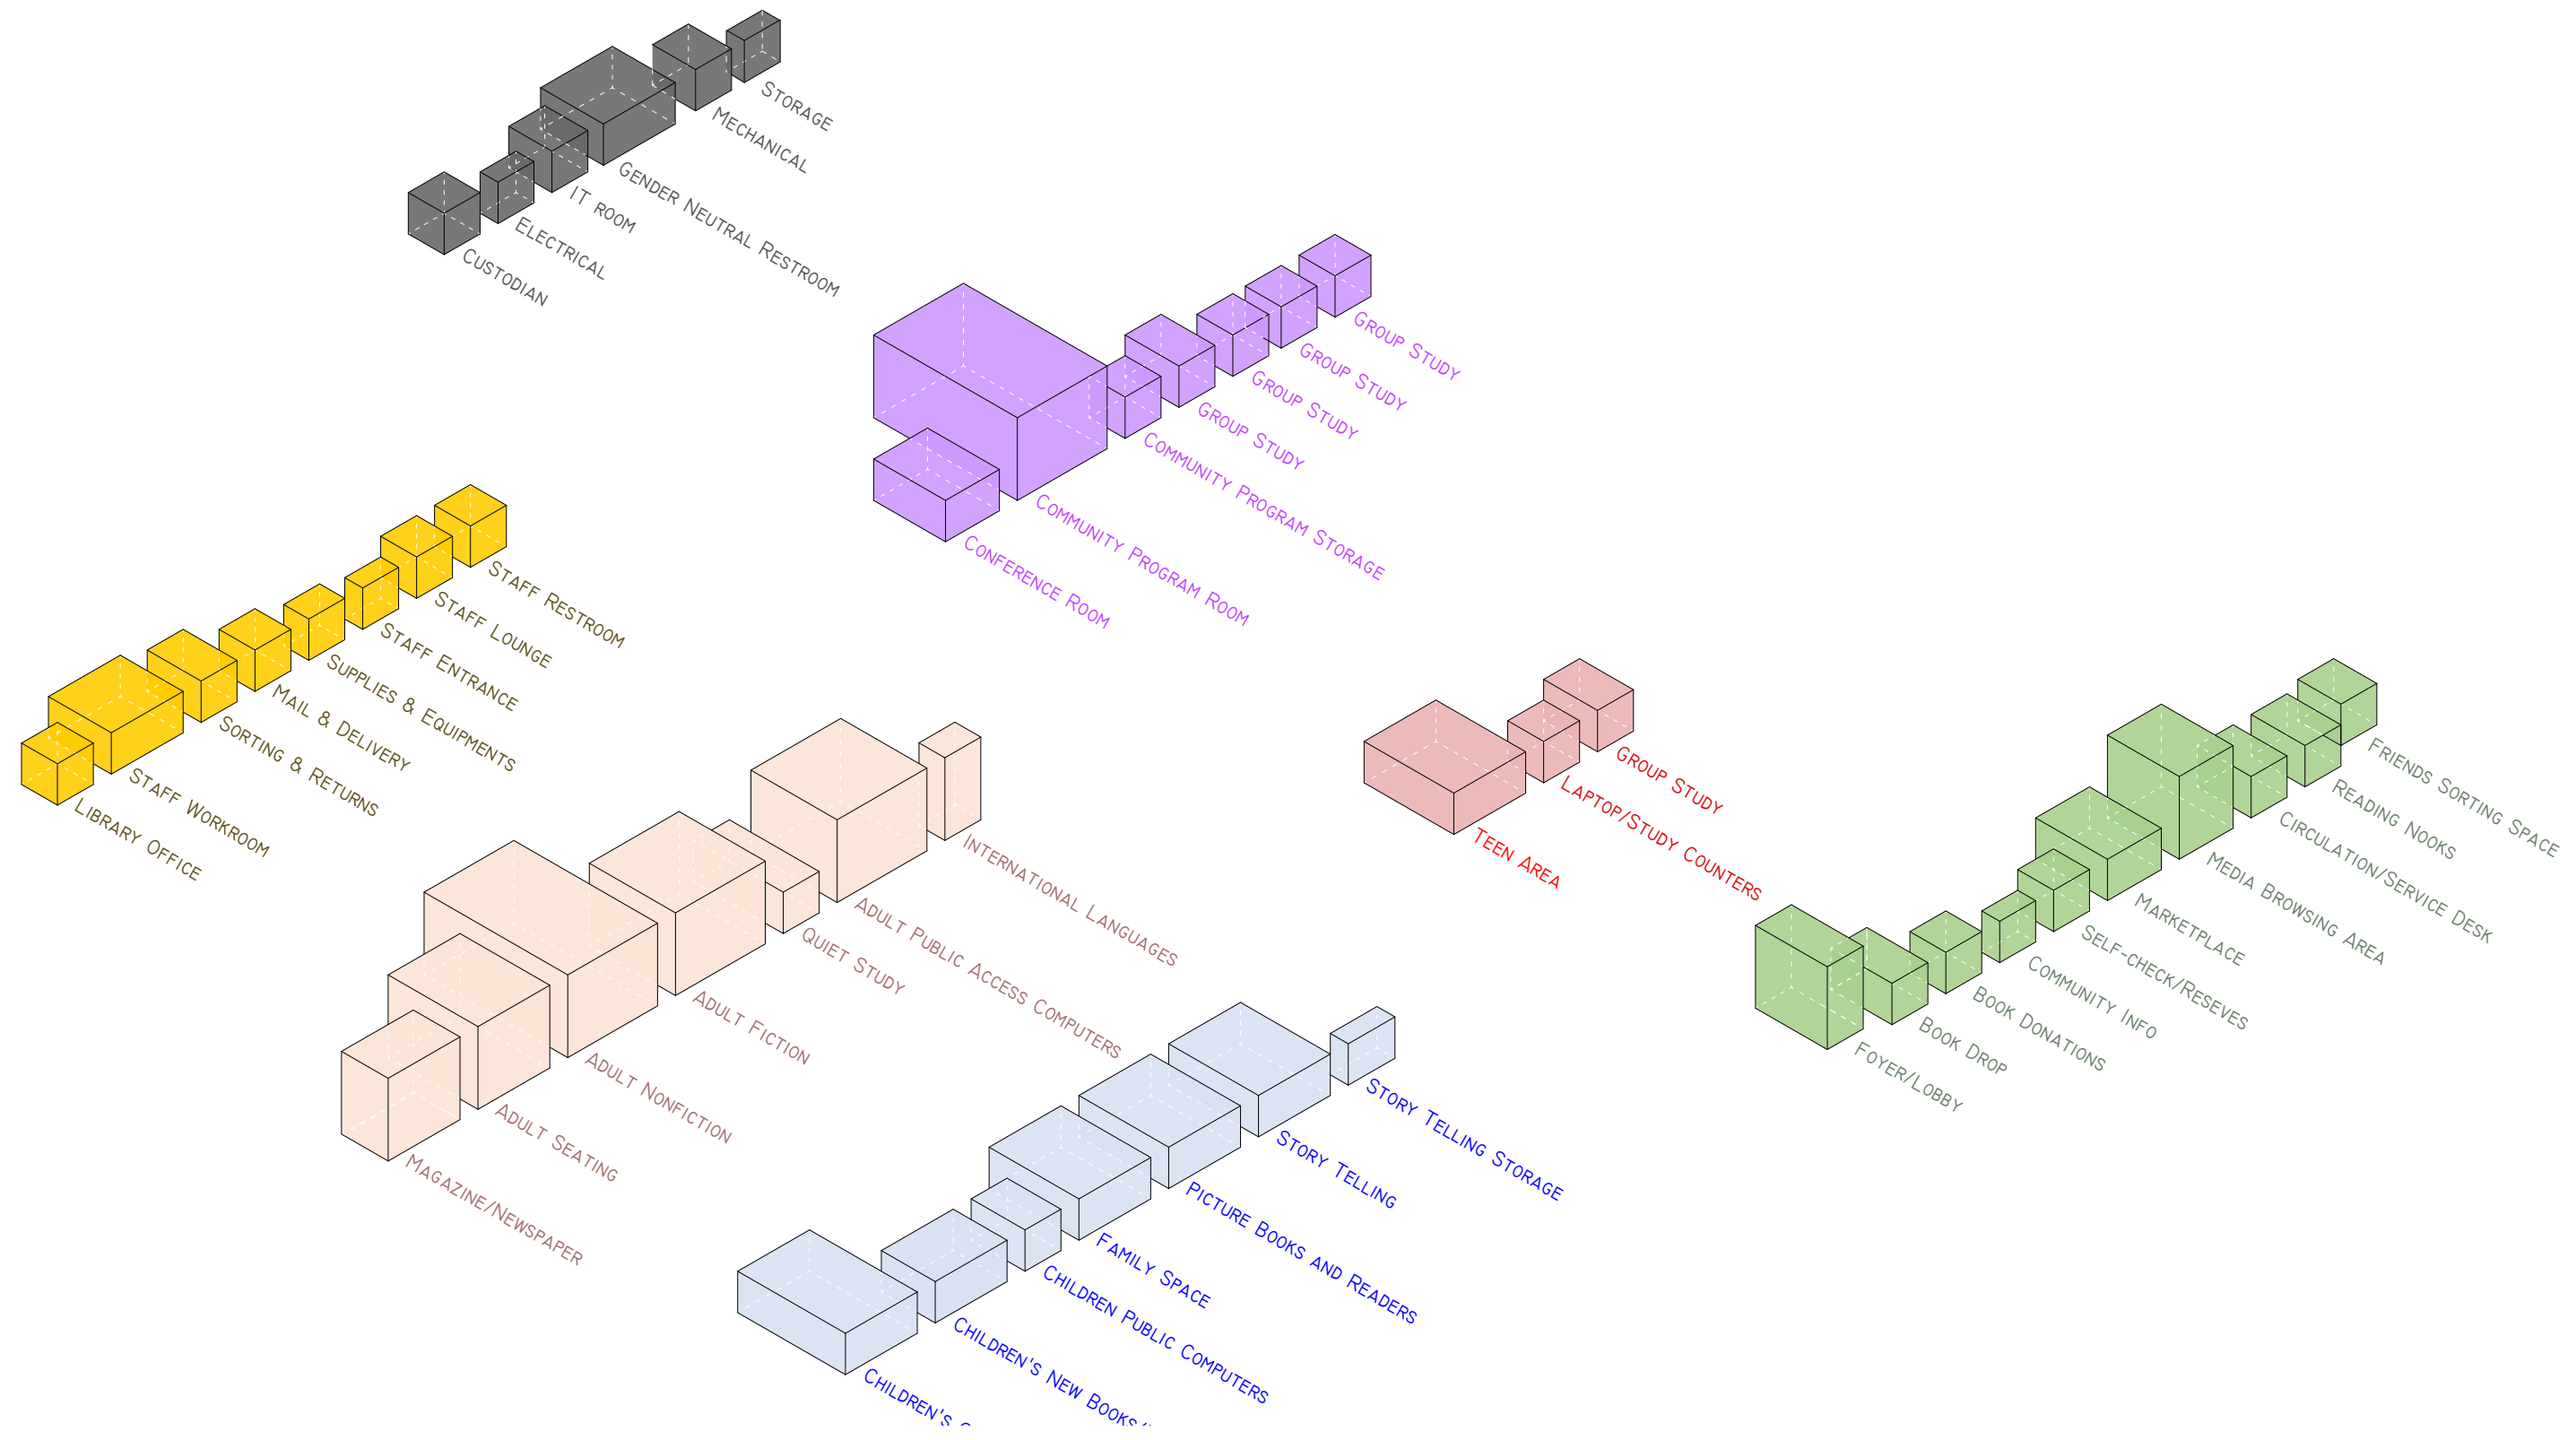 Storage
Mechanical
Gender Neutral Restroom
IT room
Electrical
Custodian
Group Study
Group Study
Group Study
Group Study
Community Program Storage
Community Program Room
Conference Room
Staff Restroom
Staff Lounge
Staff Entrance
Supplies & Equipments
Mail & Delivery
Sorting & Returns
Staff Workroom
Library Office
International Languages
Adult Public Access Computers
Quiet Study
Adult Fiction
Adult Nonfiction
Adult Seating
Magazine/Newspaper
Group Study
Laptop/Study Counters
Teen Area
Friends Sorting Space
Reading Nooks
Circulation/Service Desk
Media Browsing Area
Marketplace
Self-check/Reseves
Community Info
Book Donations
Book Drop
Foyer/Lobby
Story Telling Storage
Story Telling
Picture Books and Readers
Family Space
Children Public Computers
Children's New Books/
Children's